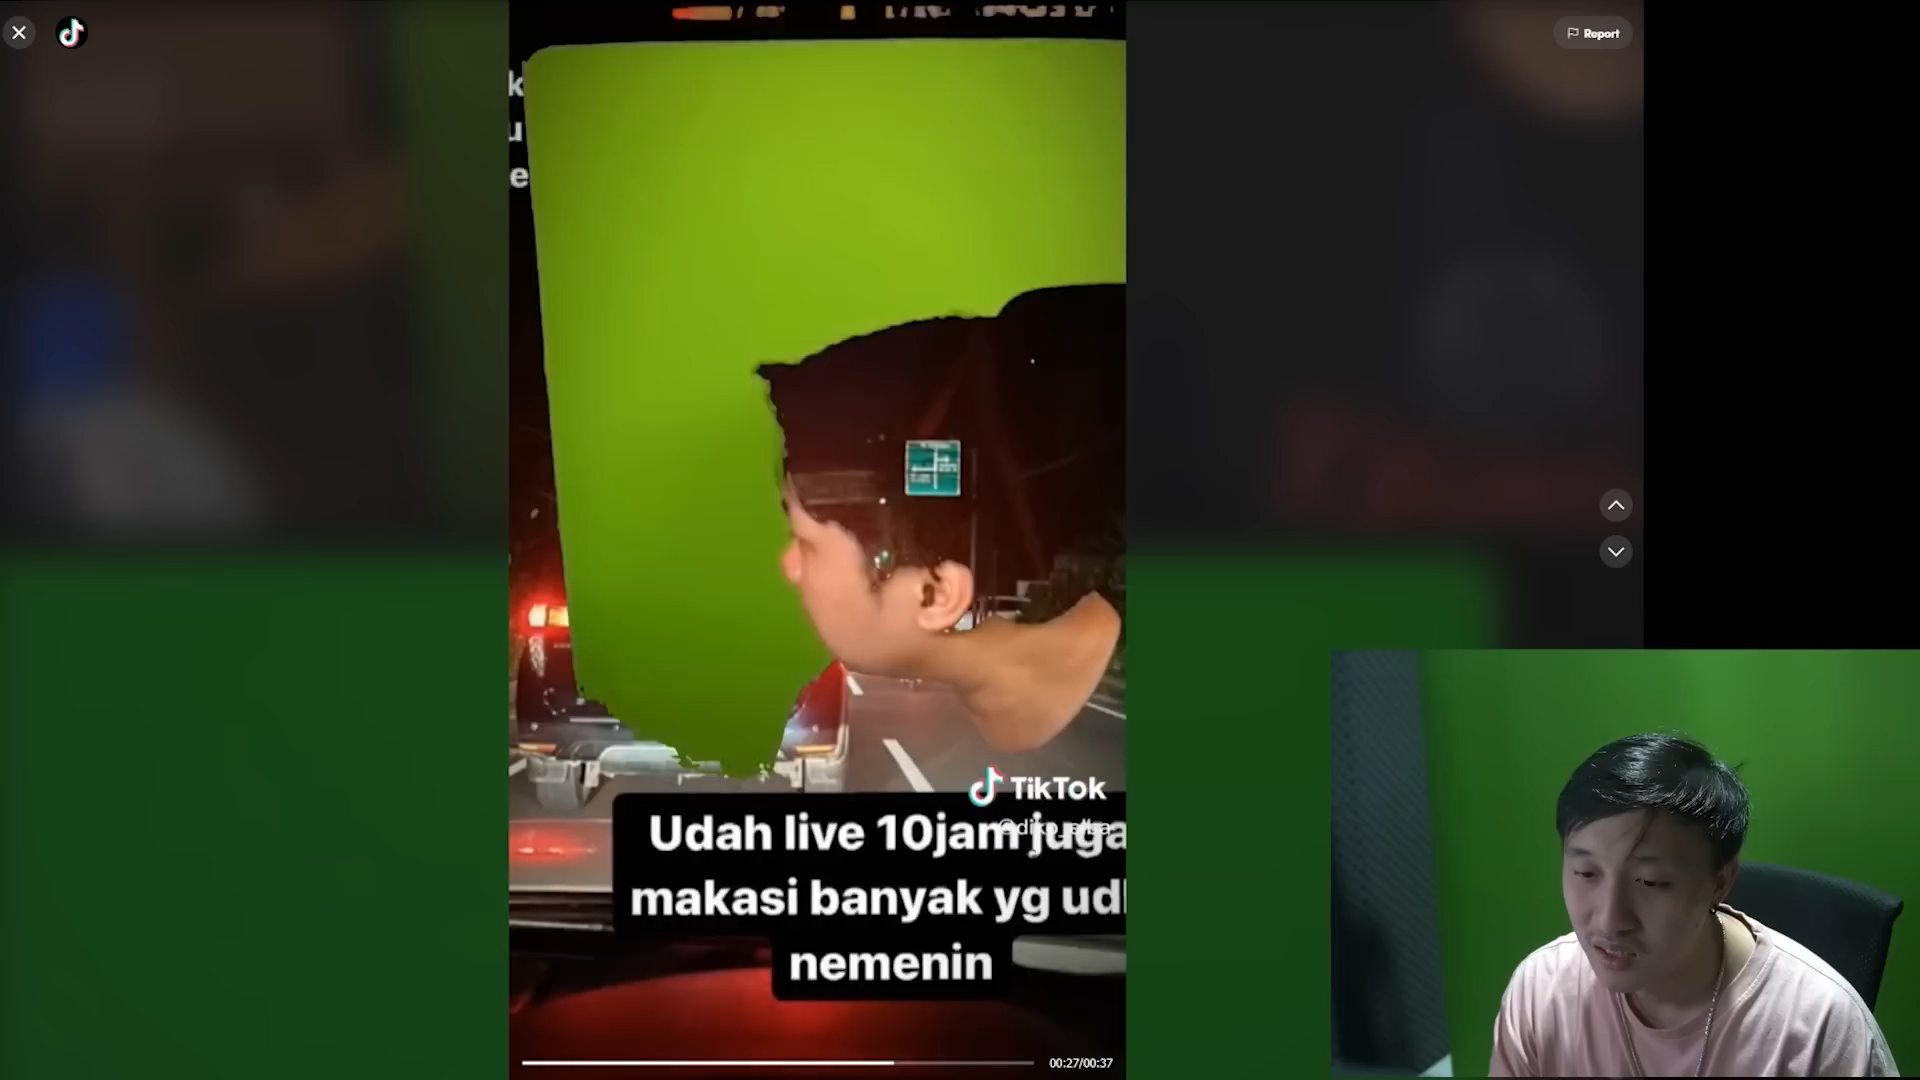 Report
k
u
e
TikTok
Udah live 10jam juga
makasi banyak yg ud
nemenin
00:27/00:37